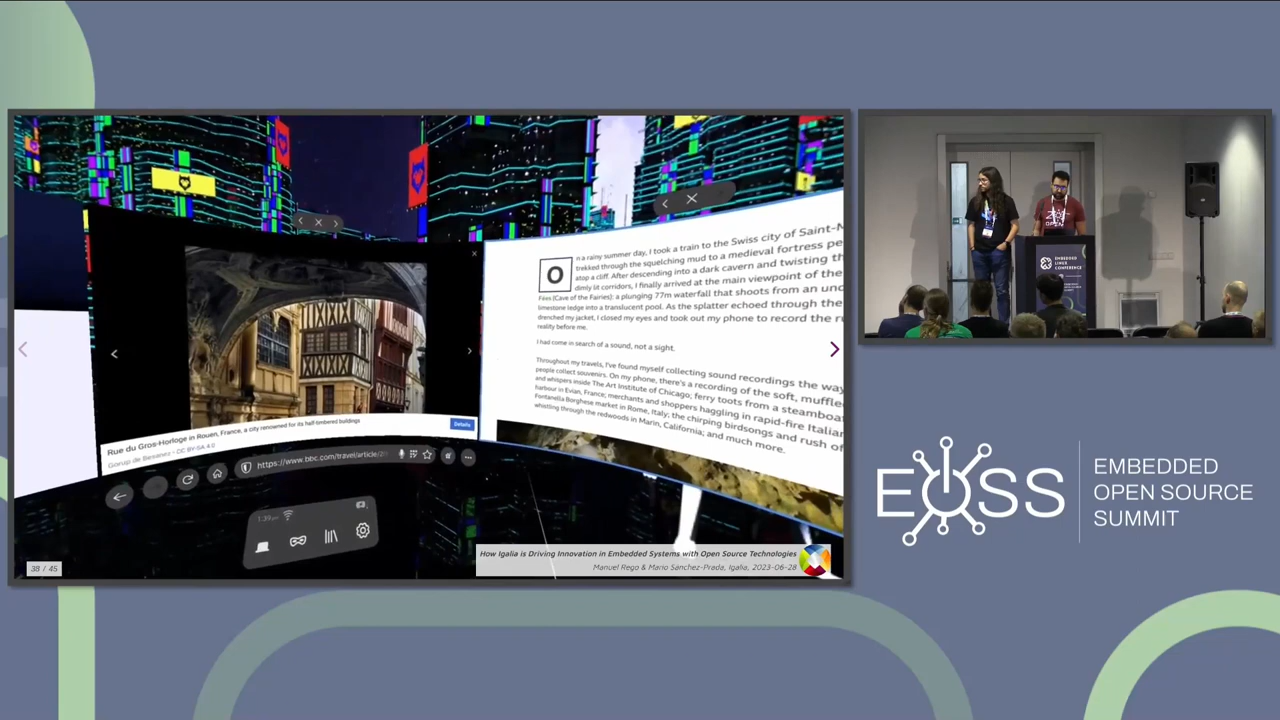 O
n a rainy summer day, I took a train to the Swiss city of Saint-M
trekked through the squelching mud to a medieval fortress pe
atop a cliff. After descending into a dark cavern and twisting th
dimly lit corridors, I finally arrived at the main viewpoint of the
Fées (Cave of the Fairies): a plunging 77m waterfall that shoots from an und
limestone ledge into a translucent pool. As the splatter echoed through the
drenched my jacket, I closed my eyes and took out my phone to record the ru
reality before me.
I had come in search of a sound, not a sight.
Throughout my travels, I've found myself collecting sound recordings the way
people collect souvenirs. On my phone, there's a recording of the soft, muffle
and whispers inside The Art Institute of Chicago; ferry toots from a steamboa
harbour in Evian, France; merchants and shoppers haggling in rapid-fire Italian
Fontanella Borghese market in Rome, Italy; the chirping birdsongs and rush of
whistling through the redwoods in Marin, California; and much more.
Rue du Gros-Horloge in Rouen, France, a city renowned for its half-timbered buildings
CC BY-SA 4.0
Details
https://www.bbc.com/travel/article/2
1:39
38 / 45
How Igalia is Driving Innovation in Embedded Systems with Open Source Technologies
Manuel Rego & Mario Sánchez-Prada, Igalia, 2023-06-28
OPEN
EMBEDDED
LINUX
CONFERENCE
EOSS
EMBEDDED
OPEN SOURCE
SUMMIT